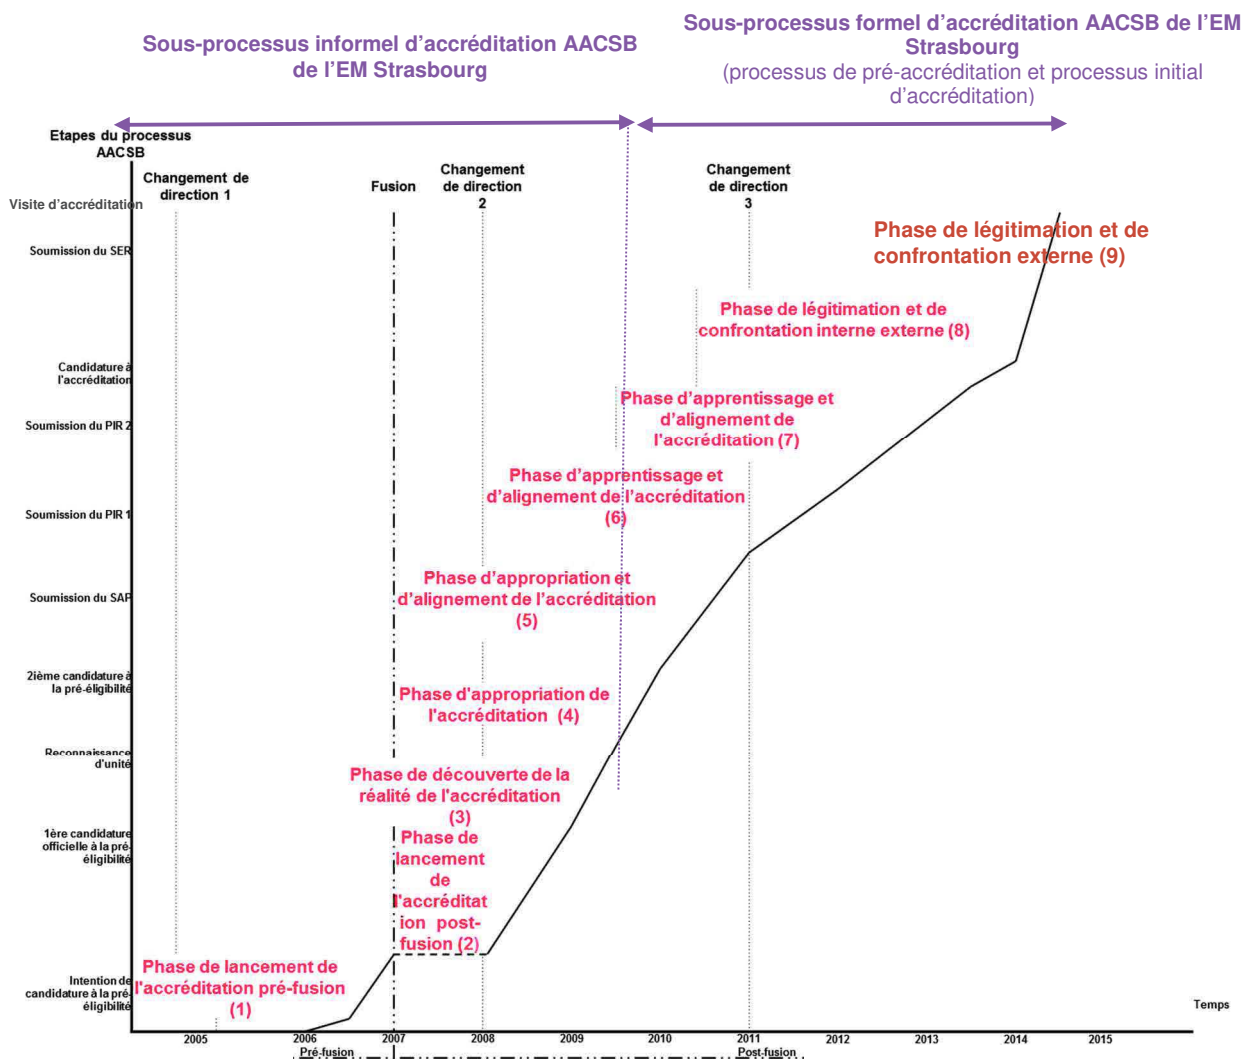 Sous-processus informel d'accréditation AACSB
de l'EM Strasbourg
Sous-processus formel d'accréditation AACSB de l'EM
Strasbourg
(processus de pré-accréditation et processus initial
d'accréditation)
Etapes du processus
AACSB
Changement de
direction 1
Fusion
Changement
de direction
2
Changement
de direction
3
Visite d'accréditation
Soumission du SER
Candidature à
l'accréditation
Soumission du PIR 2
Soumission du PIR 1
Soumission du SAP
2ième candidature à
la pré-éligibilité
Reconnaissance
d'unité
1ère candidature
officielle à la pré-
éligibilité
Intention de
candidature à la pré-
éligibilité
Phase de légitimation et de
confrontation externe (9)
Phase de légitimation et de
confrontation interne externe (8)
Phase d'apprentissage et
d'alignement de
l'accréditation (7)
Phase d'apprentissage et
d'alignement de l'accréditation
(6)
Phase d'appropriation et
d'alignement de l'accréditation
(5)
Phase d'appropriation de
l'accréditation (4)
Phase de découverte de la
réalité de l'accréditation
(3)
Phase de
lancement
de
l'accréditat
ion post-
fusion (2)
Phase de lancement de
l'accréditation pré-fusion
(1)
Temps
2005 2006 2007 2008 2009 2010 2011 2012 2013 2014 2015
Pré-fusion Post-fusion